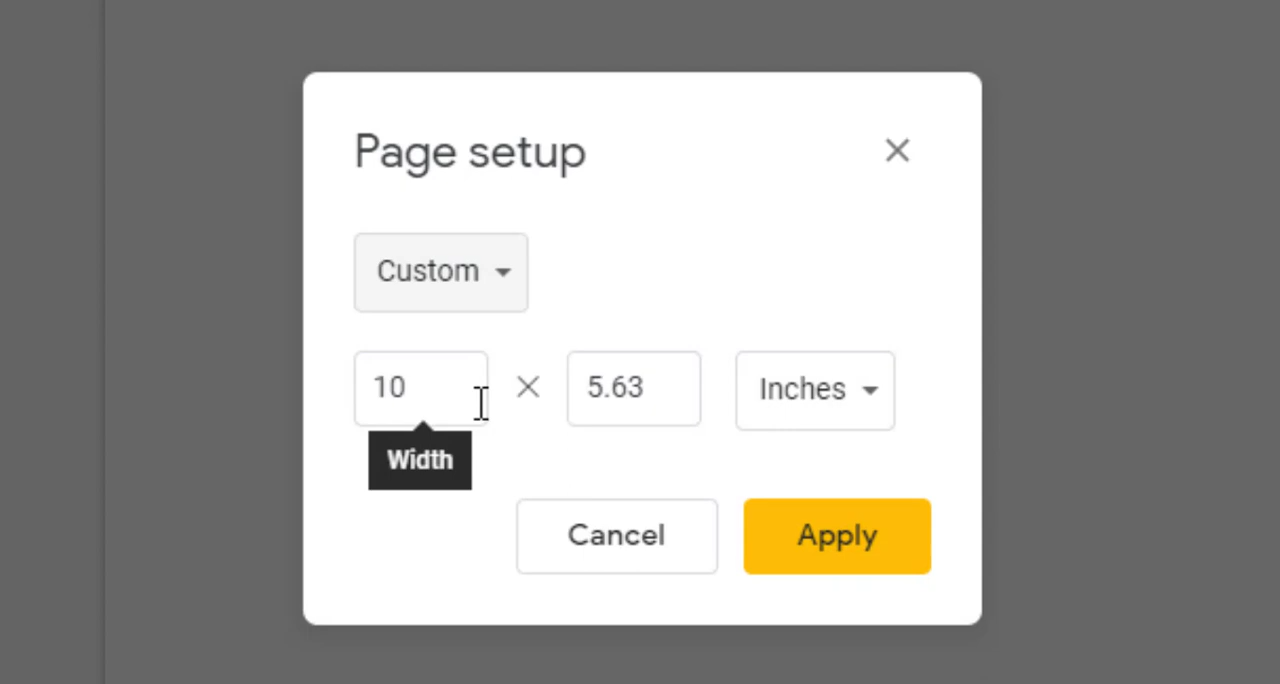 Page setup
Custom
10 × 5.63 Inches
Width
Cancel Apply